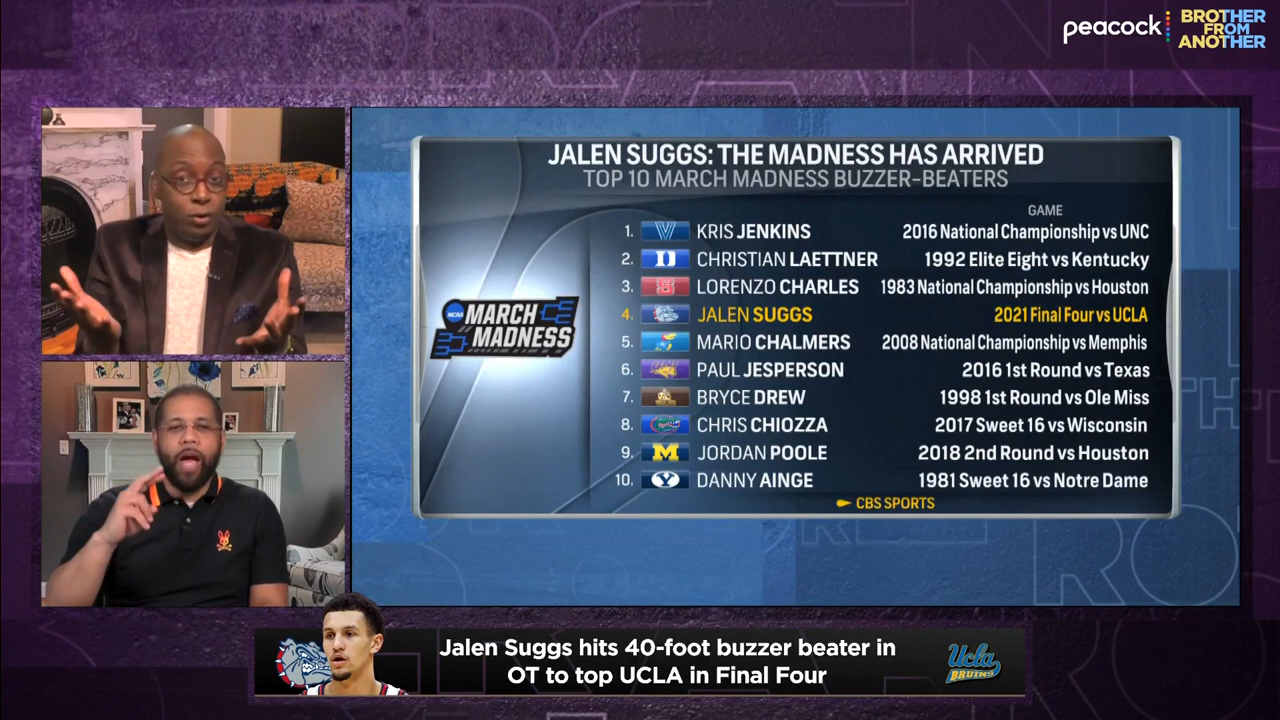 peacock
BROTHER
FROM
ANOTHER
JALEN SUGGS: THE MADNESS HAS ARRIVED
TOP 10 MARCH MADNESS BUZZER-BEATERS
GAME
1. KRIS JENKINS 2016 National Championship vs UNC
2. CHRISTIAN LAETTNER 1992 Elite Eight vs Kentucky
3. LORENZO CHARLES 1983 National Championship vs Houston
4. JALEN SUGGS 2021 Final Four vs UCLA
5. MARIO CHALMERS 2008 National Championship vs Memphis
6. PAUL JESPERSON 2016 1st Round vs Texas
7. BRYCE DREW 1998 1st Round vs Ole Miss
8. CHRIS CHIOZZA 2017 Sweet 16 vs Wisconsin
9. JORDAN POOLE 2018 2nd Round vs Houston
10. DANNY AINGE 1981 Sweet 16 vs Notre Dame
CBS SPORTS
NCAA MARCH
MADNESS
Jalen Suggs hits 40-foot buzzer beater in
OT to top UCLA in Final Four
Ucla
BRUINS